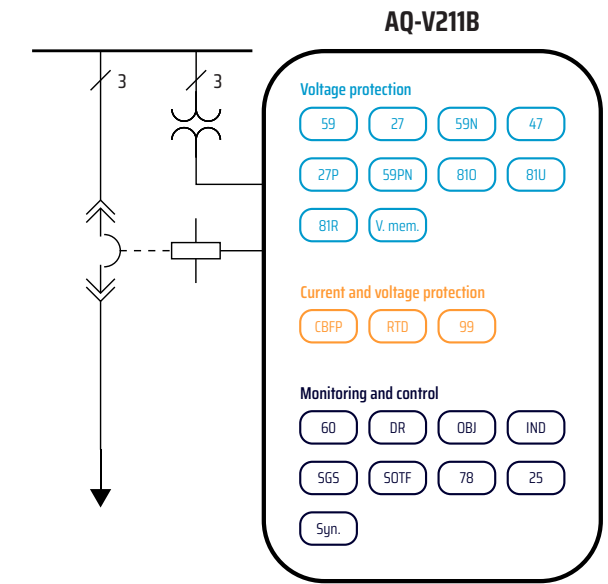 AQ-V211B
3 3
Voltage protection
59 27 59N 47
27P 59PN 81O 81U
81R V. mem.
Current and voltage protection
CBFP RTD 99
Monitoring and control
60 DR OBJ IND
SGS SOTF 78 25
Syn.